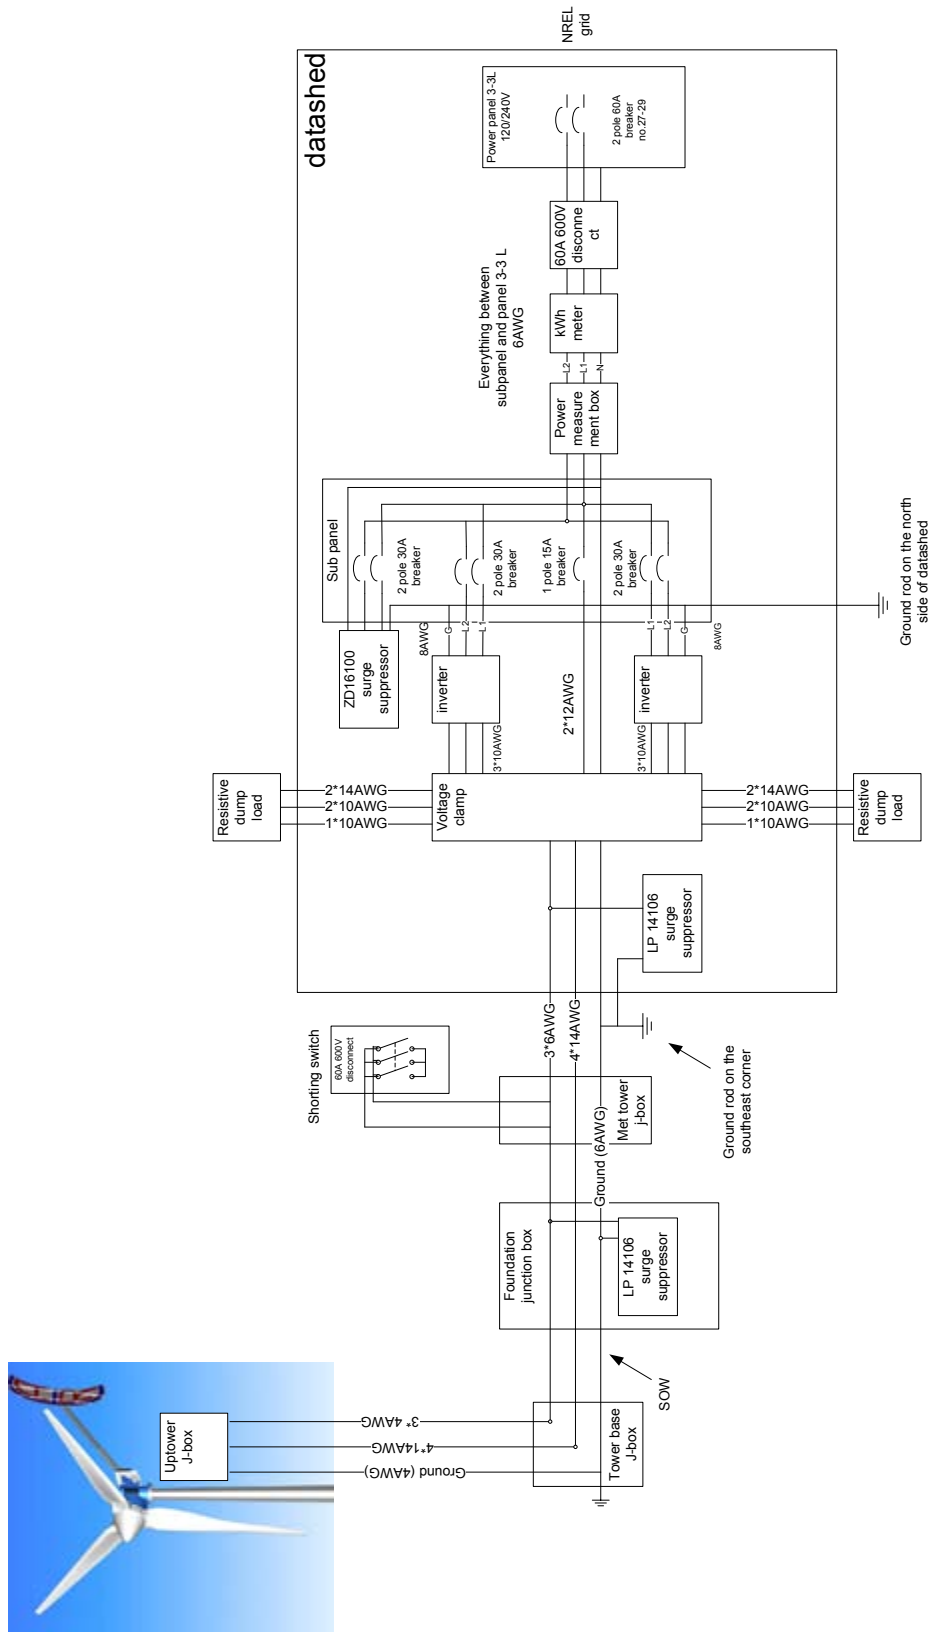 NREL
grid
datashed
Power panel 3-3L
120/240V
2 pole 60A
breaker
no.27-29
60A 600V
disconne
ct
Everything between
subpanel and panel 3-3 L
6AWG
kWh
meter
L2
L1
N
Power
measure
ment box
Sub panel
2 pole 30A
breaker
2 pole 30A
breaker
1 pole 15A
breaker
2 pole 30A
breaker
Ground rod on the north
side of datashed
ZD16100
surge
suppressor
8AWG
G
L2
L1
L1
L2
G
8AWG
inverter
inverter
3*10AWG
2*12AWG
3*10AWG
Resistive
dump
load
2*14AWG
2*10AWG
1*10AWG
Voltage
clamp
2*14AWG
2*10AWG
1*10AWG
Resistive
dump
load
LP 14106
surge
suppressor
Shorting switch
60A 600V
disconnect
3*6AWG
4*14AWG
Ground (6AWG)
Met tower
j-box
Ground rod on the
southeast corner
Foundation
junction box
LP 14106
surge
suppressor
SOW
Uptower
J-box
3* 4AWG
4*14AWG
Ground (4AWG)
Tower base
J-box